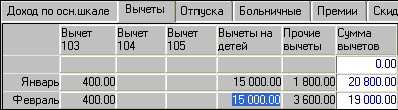 Доход по осн.шкале Вычеты Отпуска Больничные Премии Скид
Вычет 103 Вычет 104 Вычет 105 Вычеты на детей Прочие вычеты Сумма вычетов
0.00
Январь 400.00 15 000.00 1 800.00 20 800.00
Февраль 400.00 15 000.00 3 600.00 19 000.00